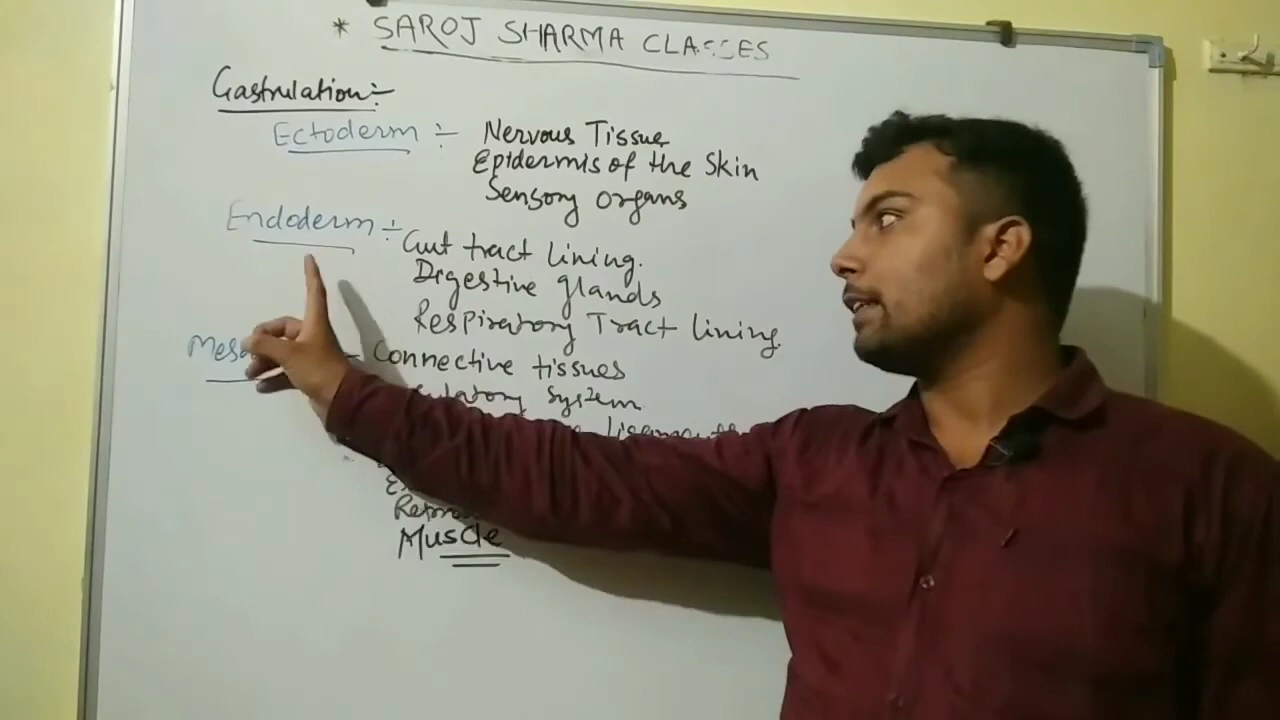 * SAROJ SHARMA CLASSES
Gastrulation :-
Ectoderm :- Nervous Tissue
Epidermis of the Skin
Sensory organs
Endoderm :- Gut tract lining.
Digestive glands
Respiratory Tract lining
Connective tissues
System
Muscle